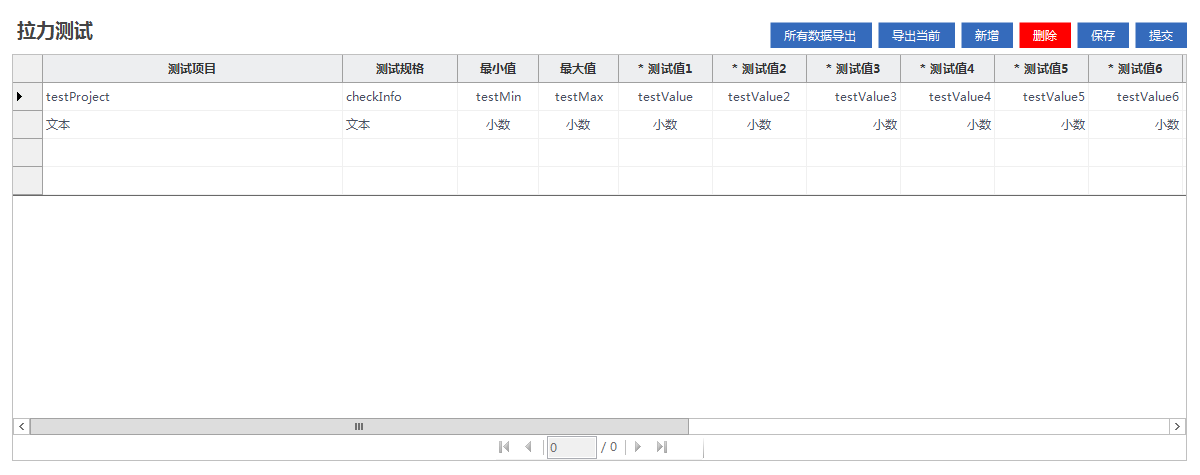 拉力测试
所有数据导出 导出当前 新增 删除 保存 提交
测试项目 测试规格 最小值 最大值 * 测试值1 * 测试值2 * 测试值3 * 测试值4 * 测试值5 * 测试值6
testProject checkInfo testMin testMax testValue testValue2 testValue3 testValue4 testValue5 testValue6
文本 文本 小数 小数 小数 小数 小数 小数 小数 小数
0 / 0